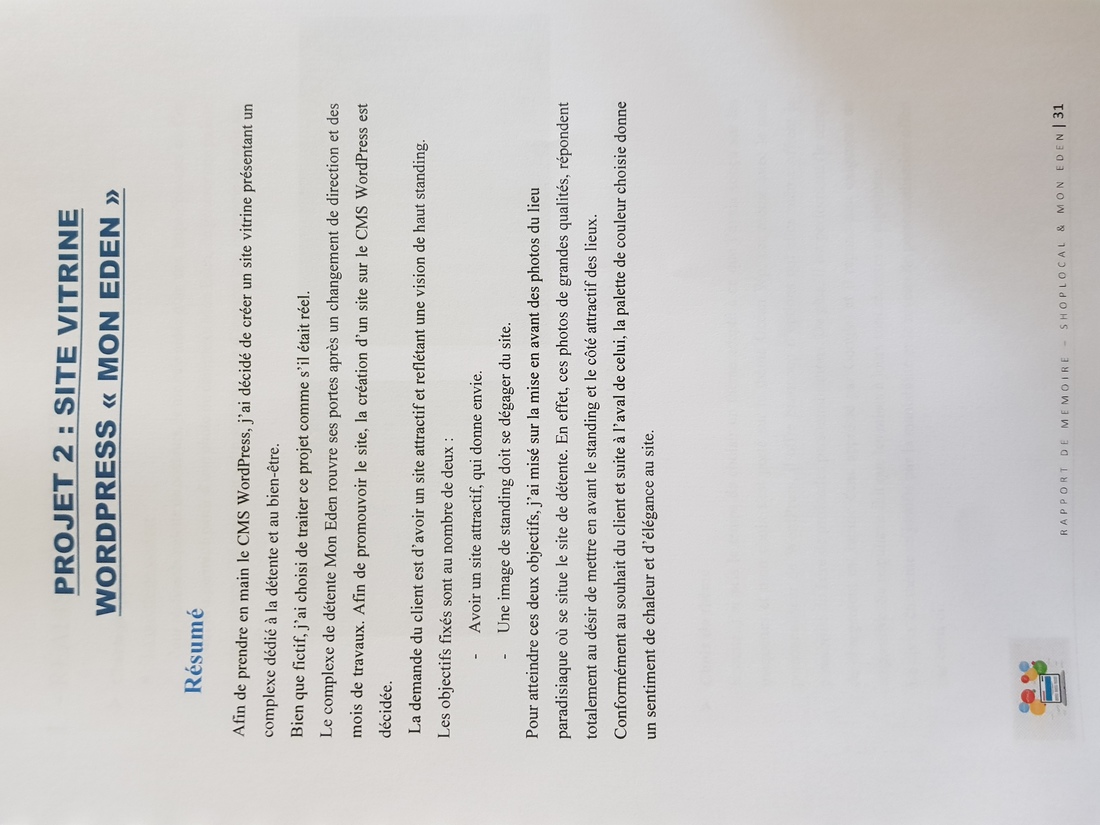 PROJET 2 : SITE VITRINE
WORDPRESS « MON EDEN »
Résumé
Afin de prendre en main le CMS WordPress, j’ai décidé de créer un site vitrine présentant un
complexe dédié à la détente et au bien-être.
Bien que fictif, j’ai choisi de traiter ce projet comme s’il était réel.
Le complexe de détente Mon Eden rouvre ses portes après un changement de direction et des
mois de travaux. Afin de promouvoir le site, la création d’un site sur le CMS WordPress est
décidée.
La demande du client est d’avoir un site attractif et reflétant une vision de haut standing.
Les objectifs fixés sont au nombre de deux :
- Avoir un site attractif, qui donne envie.
- Une image de standing doit se dégager du site.
Pour atteindre ces deux objectifs, j’ai misé sur la mise en avant des photos du lieu
paradisiaque où se situe le site de détente. En effet, ces photos de grandes qualités, répondent
totalement au désir de mettre en avant le standing et le côté attractif des lieux.
Conformément au souhait du client et suite à l’aval de celui, la palette de couleur choisie donne
un sentiment de chaleur et d’élégance au site.
RAPPORT DE MEMOIRE – SHOPLOCAL & MON EDEN | 31